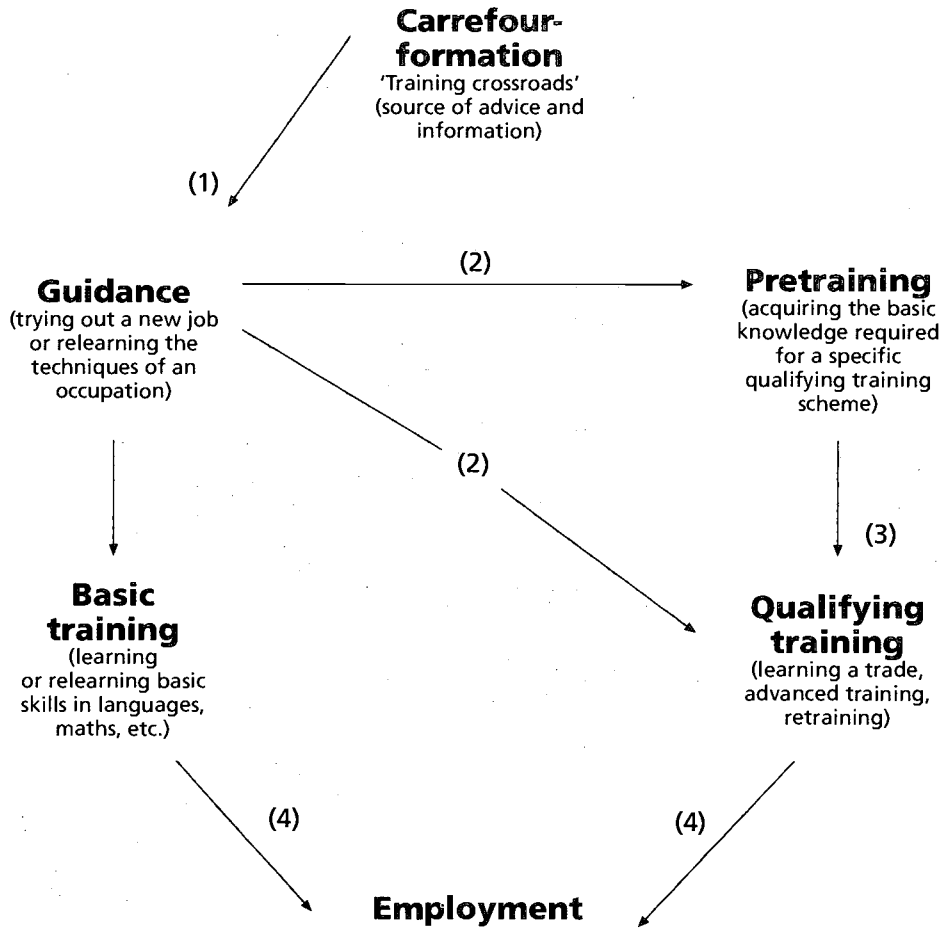 Carrefour-
formation
'Training crossroads'
(source of advice and
information)
(1)
(2)
Guidance
(trying out a new job
or relearning the
techniques of an
occupation)
Pretraining
(acquiring the basic
knowledge required
for a specific
qualifying training
scheme)
(2)
(3)
Basic
training
(learning
or relearning basic
skills in languages,
maths, etc.)
Qualifying
training
(learning a trade,
advanced training,
retraining)
(4)
(4)
Employment